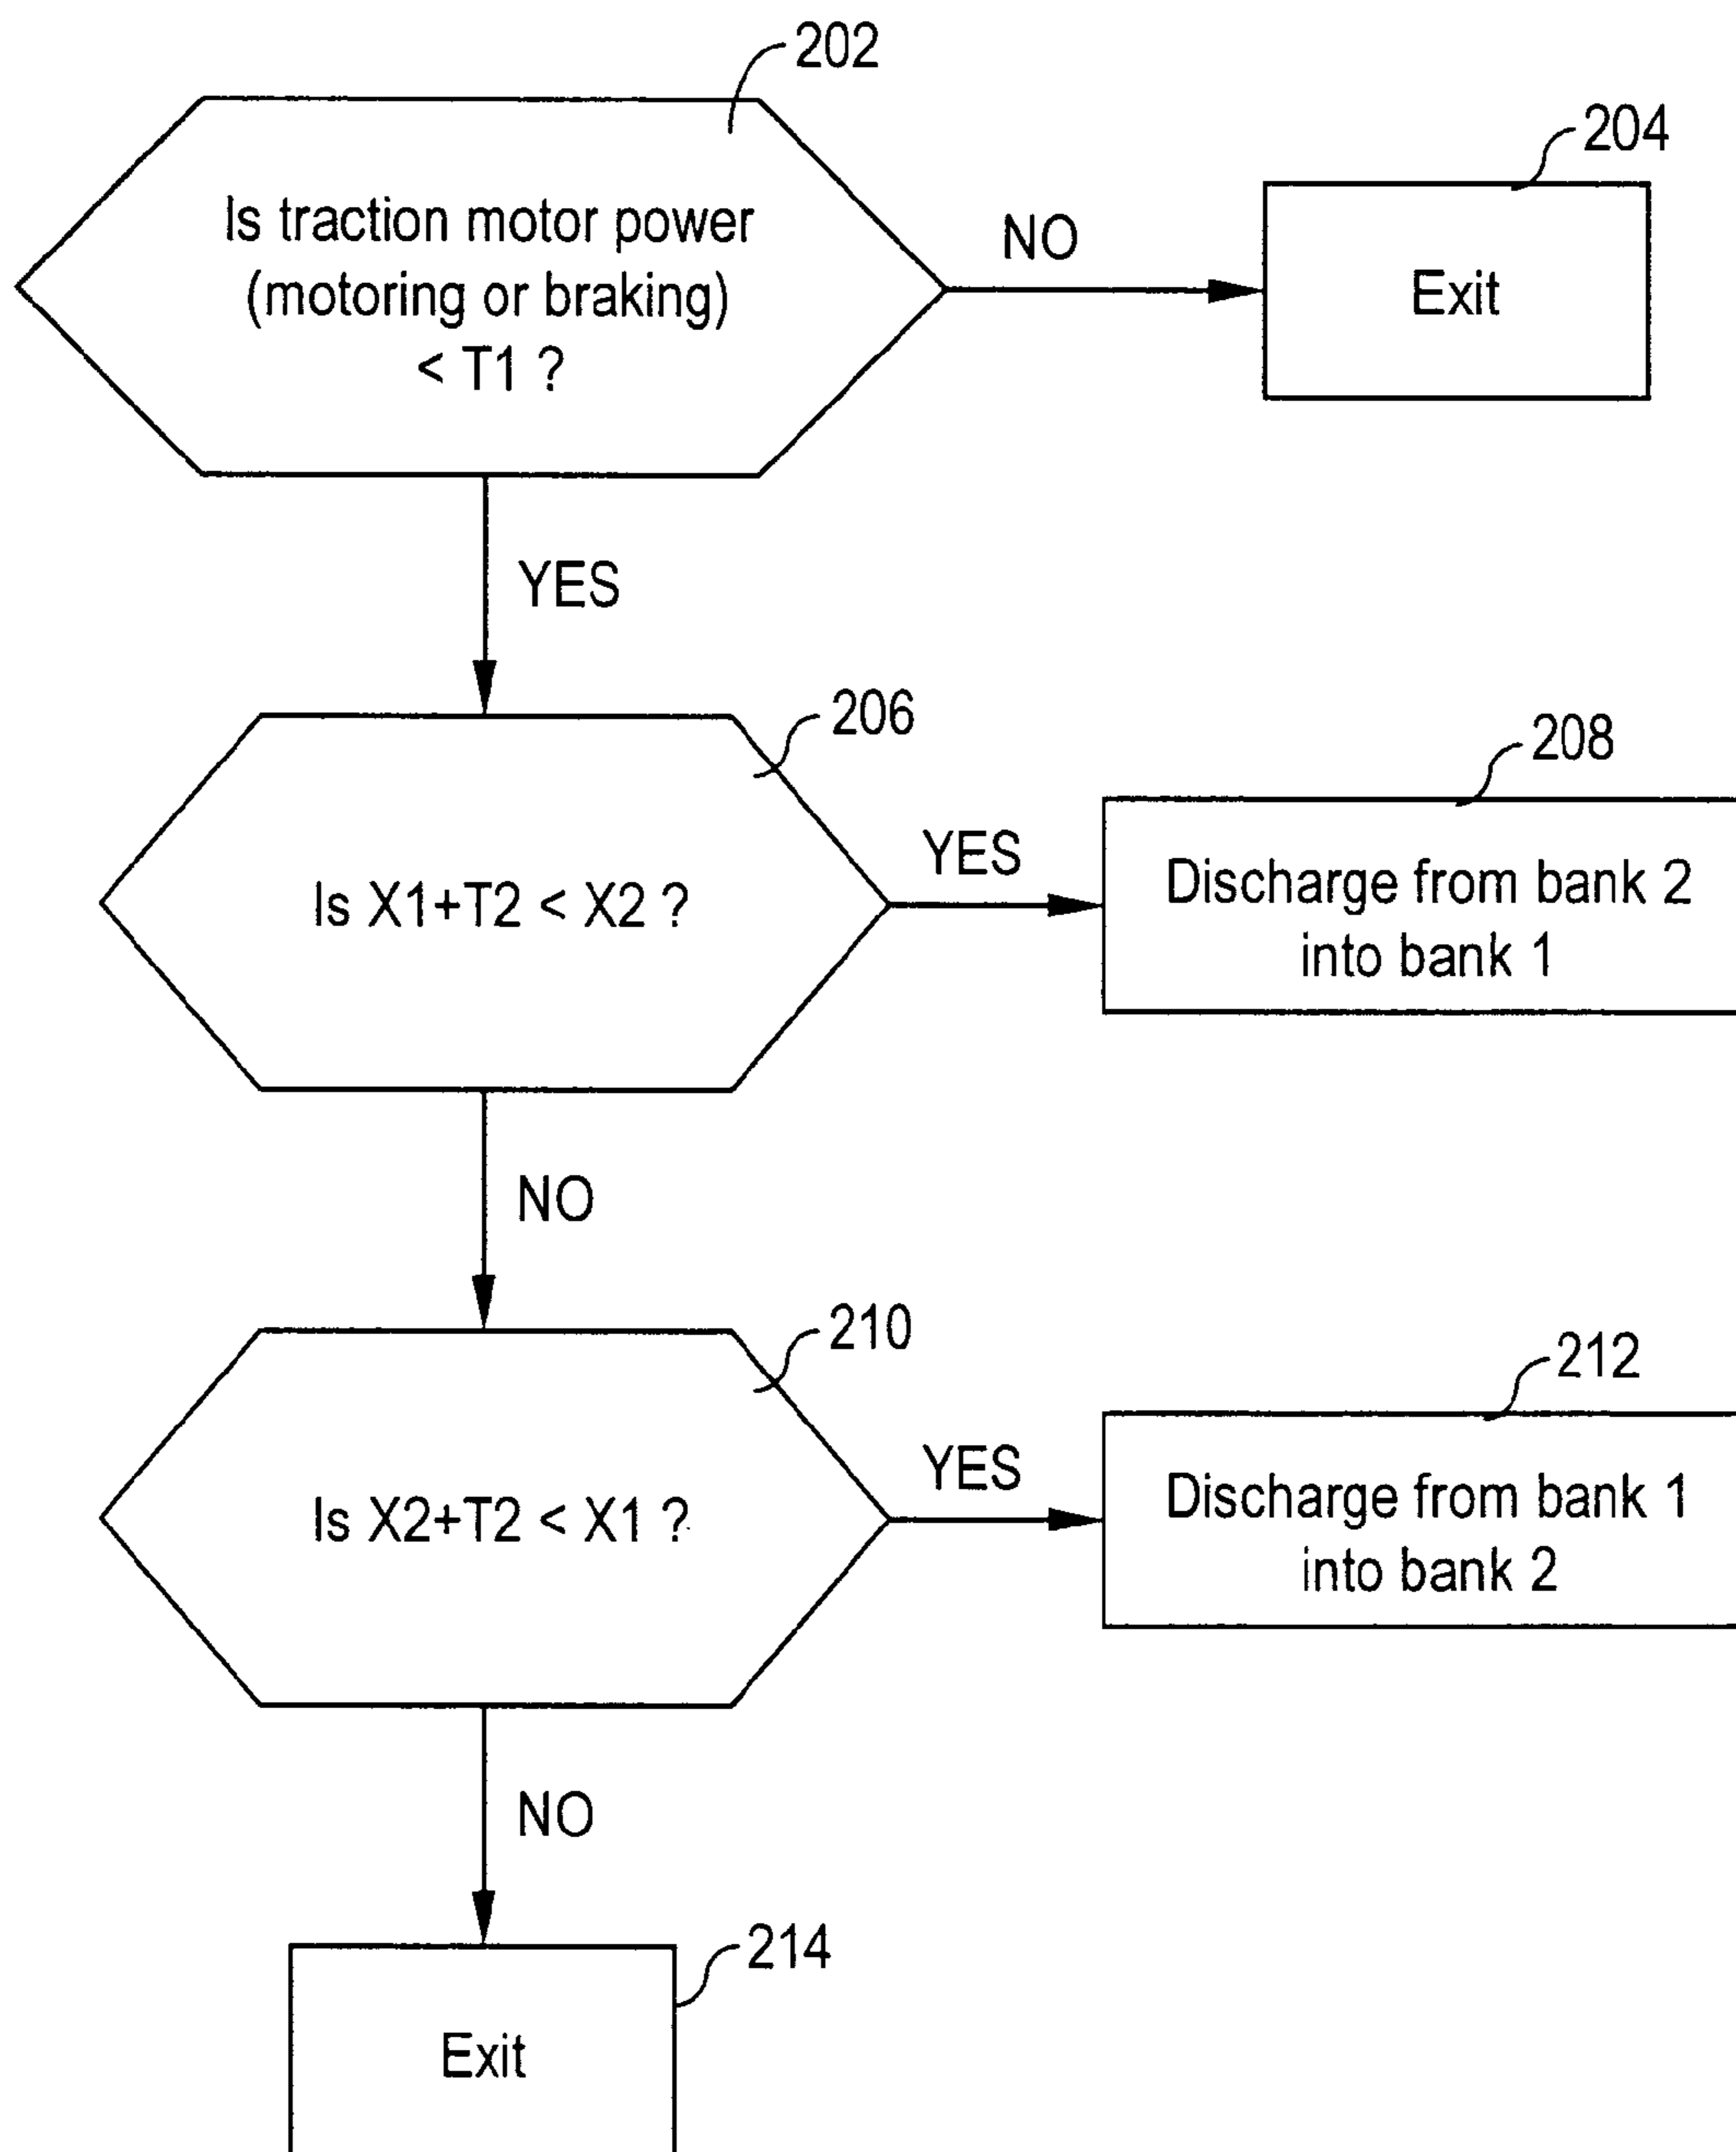 202
Is traction motor power
(motoring or braking)
< T1 ?
NO
204
Exit
YES
206
Is X1+T2 < X2 ?
YES
208
Discharge from bank 2
into bank 1
NO
210
Is X2+T2 < X1 ?
YES
212
Discharge from bank 1
into bank 2
NO
214
Exit